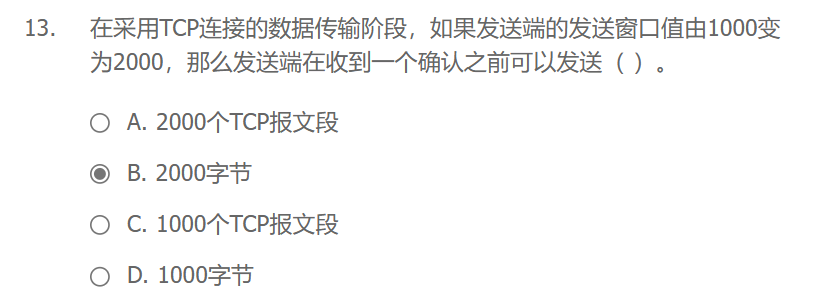 13. 在采用TCP连接的数据传输阶段，如果发送端的发送窗口值由1000变
为2000，那么发送端在收到一个确认之前可以发送（ ）。
A. 2000个TCP报文段
B. 2000字节
C. 1000个TCP报文段
D. 1000字节